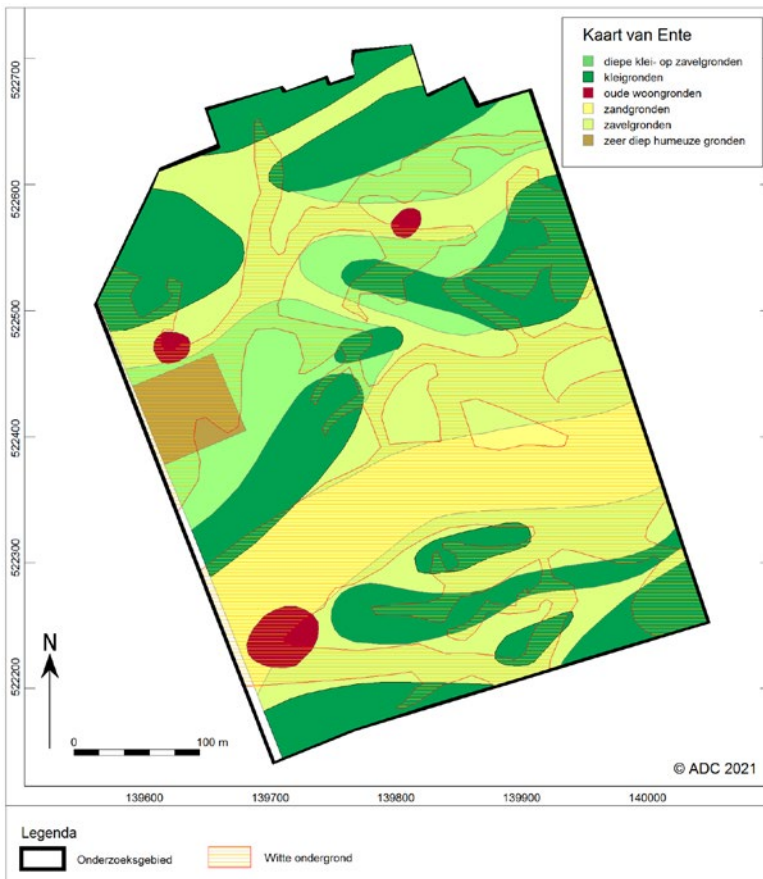 Kaart van Ente
diepe klei- op zavelgronden
kleigronden
oude woongronden
zandgronden
zavelgronden
zeer diep humeuze gronden
522700
522600
522500
522400
522300
522200
N
0 100 m
© ADC 2021
139600 139700 139800 139900 140000
Legenda
Onderzoeksgebied Witte ondergrond